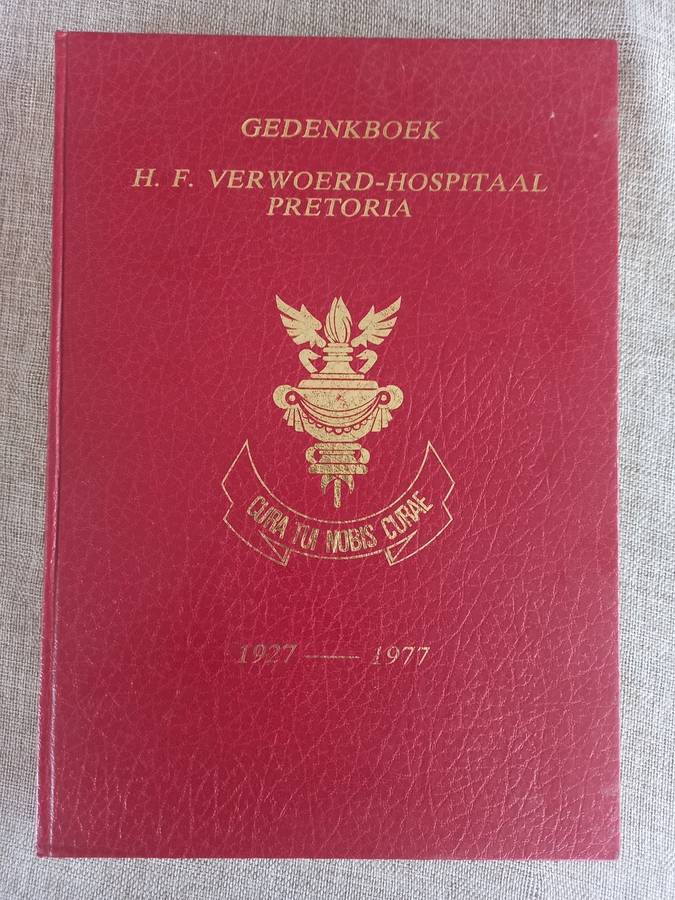 GEDENKBOEK
H. F. VERWOERD-HOSPITAAL
PRETORIA
CURA TUI NOBIS CURAE
1927 — 1977